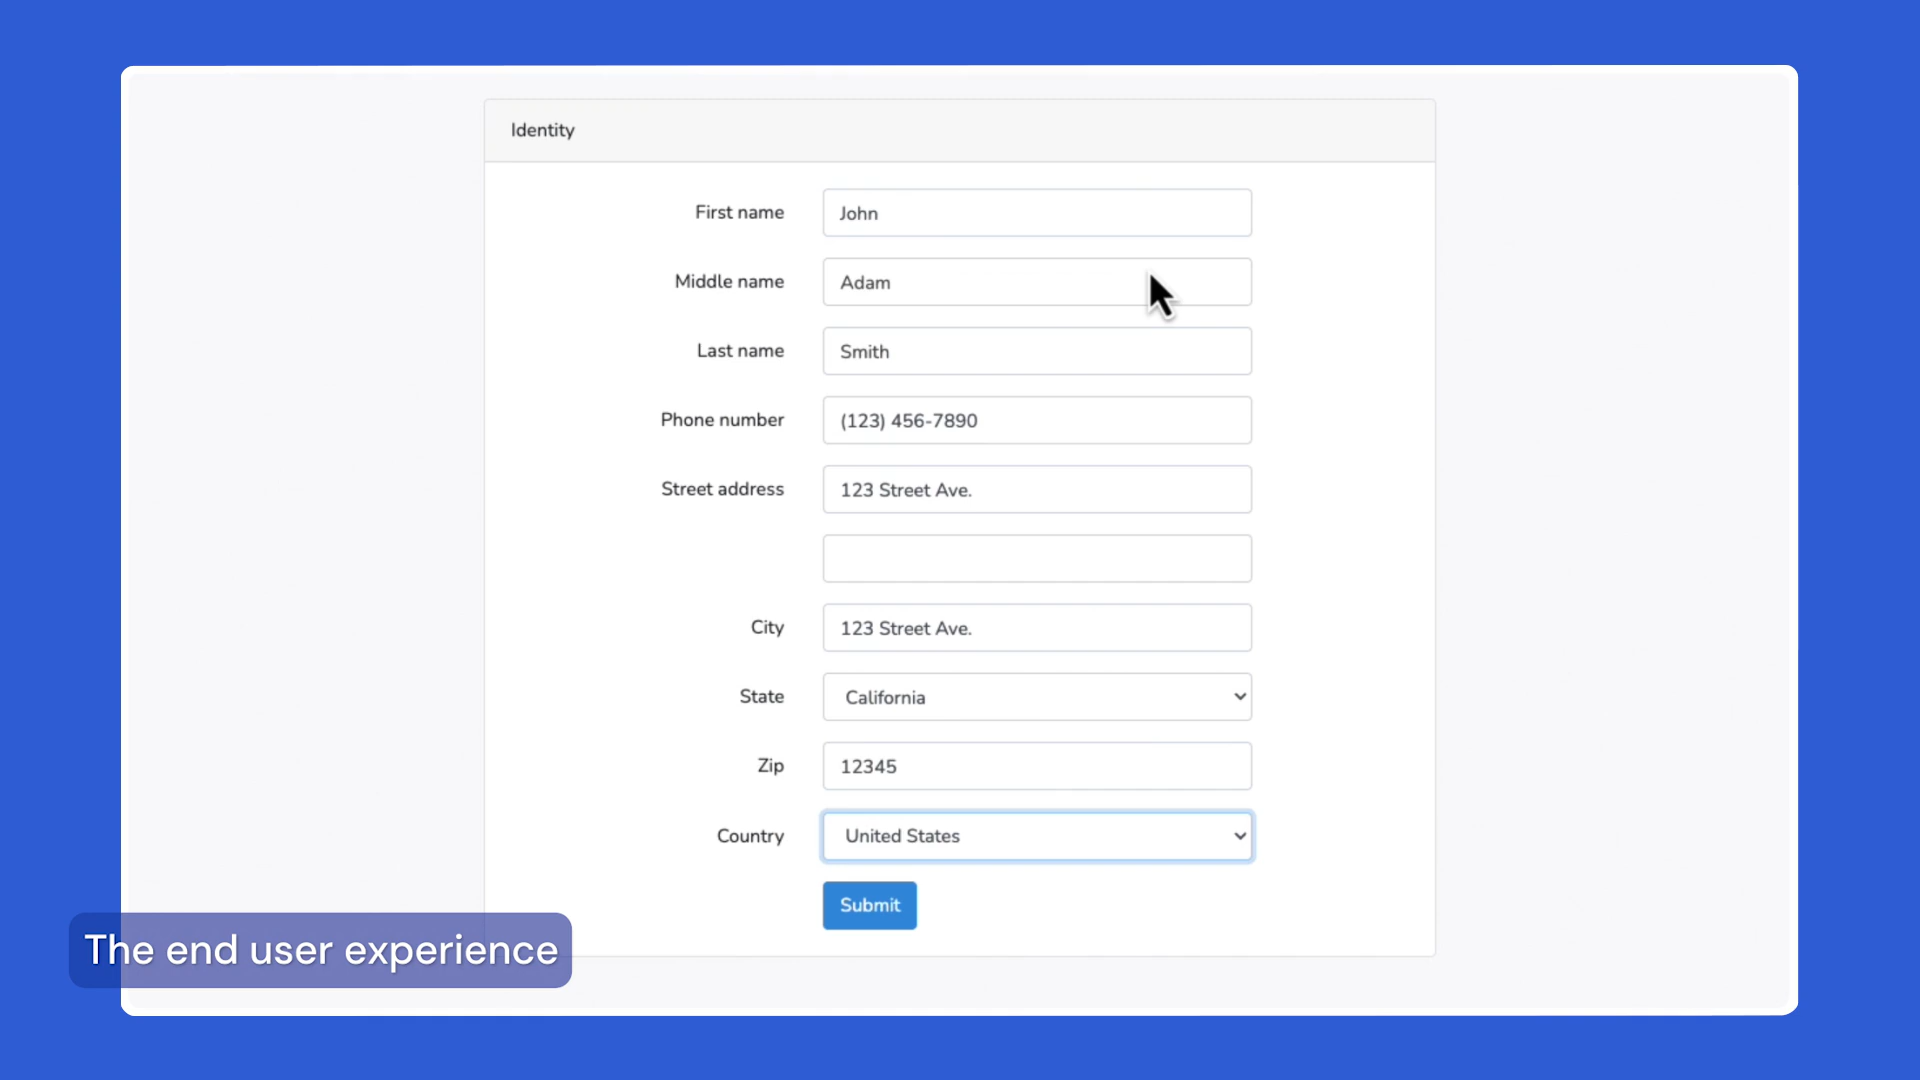 Identity
First name John
Middle name Adam
Last name Smith
Phone number (123) 456-7890
Street address 123 Street Ave.
City 123 Street Ave.
State California
Zip 12345
Country United States
Submit
The end user experience